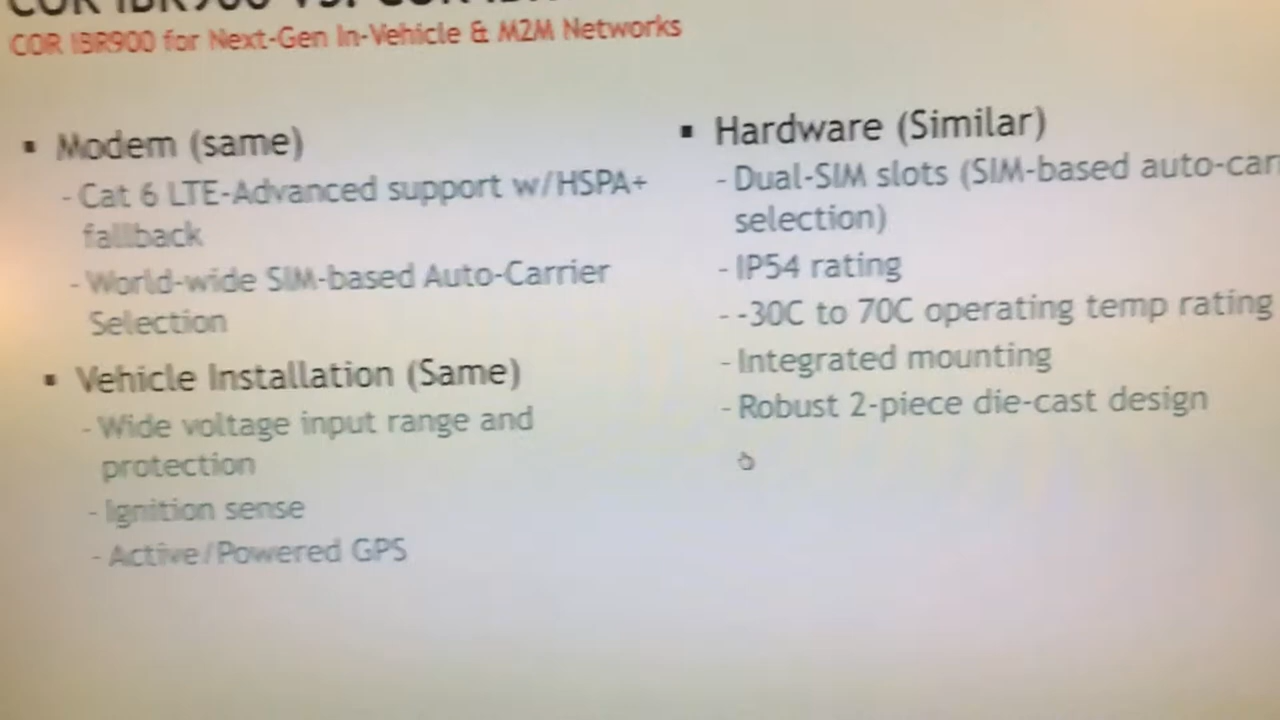 COR IBR900 vs. COR
COR IBR900 for Next-Gen In-Vehicle & M2M Networks
▪ Modem (same)
- Cat 6 LTE-Advanced support w/HSPA+
fallback
- World-wide SIM-based Auto-Carrier
Selection
▪ Vehicle Installation (Same)
- Wide voltage input range and
protection
- Ignition sense
- Active/Powered GPS
▪ Hardware (Similar)
- Dual-SIM slots (SIM-based auto-carr
selection)
- IP54 rating
- -30C to 70C operating temp rating
- Integrated mounting
- Robust 2-piece die-cast design